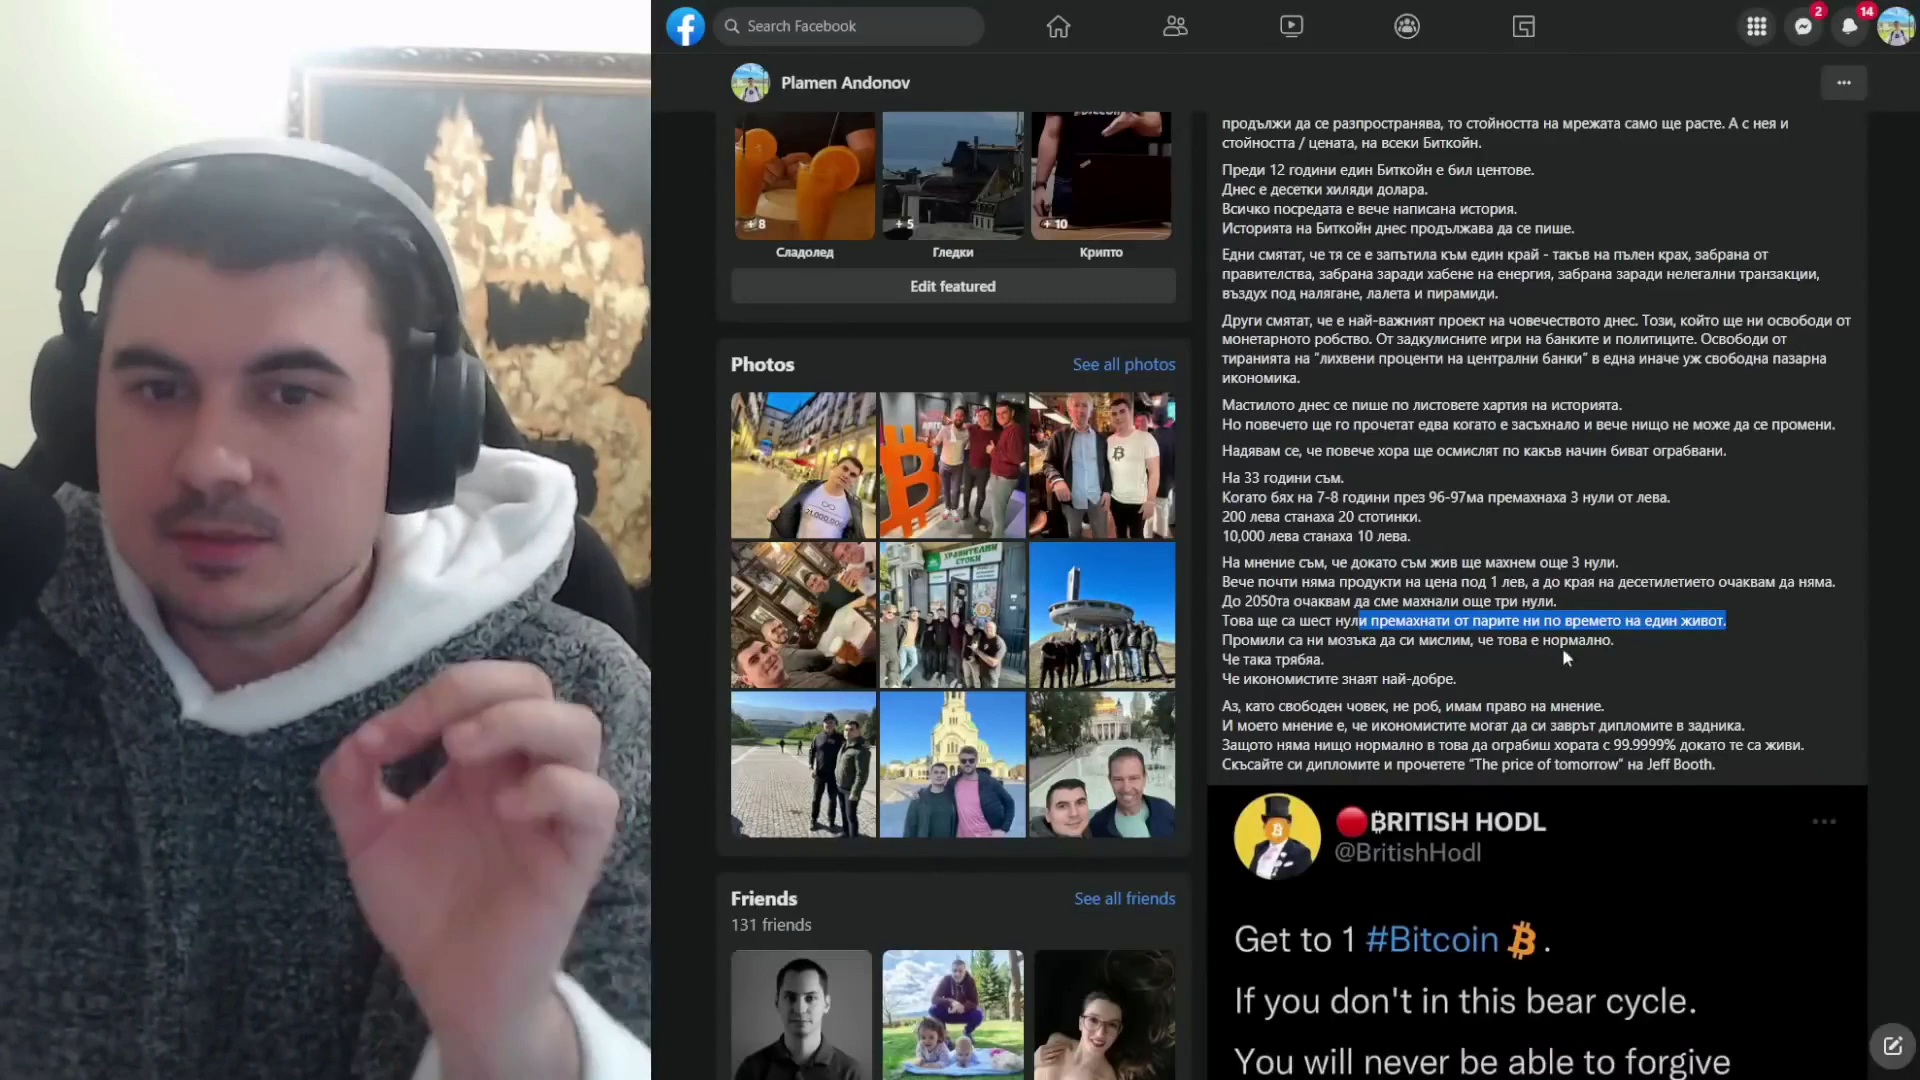 Search Facebook
2
14
Plamen Andonov
+8
+5
+10
Сладолед
Гледки
Крипто
Edit featured
Photos
See all photos
Friends
131 friends
See all friends
продължи да се разпространява, то стойността на мрежата само ще расте. А с нея и
стойността / цената, на всеки Биткойн.
Преди 12 години един Биткойн е бил центове.
Днес е десетки хиляди долара.
Всичко посредата е вече написана история.
Историята на Биткойн днес продължава да се пише.
Едни смятат, че тя се е запътила към един край - такъв на пълен крах, забрана от
правителства, забрана заради хабене на енергия, забрана заради нелегални транзакции,
въздух под налягане, лалета и пирамиди.
Други смятат, че е най-важният проект на човечеството днес. Този, който ще ни освободи от
монетарното робство. От задкулисните игри на банките и политиците. Освободи от
тиранията на "лихвени проценти на централни банки" в една иначе уж свободна пазарна
икономика.
Мастилото днес се пише по листовете хартия на историята.
Но повечето ще го прочетат едва когато е засъхнало и вече нищо не може да се промени.
Надявам се, че повече хора ще осмислят по какъв начин биват ограбвани.
На 33 години съм.
Когато бях на 7-8 години през 96-97ма премахнаха 3 нули от лева.
200 лева станаха 20 стотинки.
10,000 лева станаха 10 лева.
На мнение съм, че докато съм жив ще махнем още 3 нули.
Вече почти няма продукти на цена под 1 лев, а до края на десетилетието очаквам да няма.
До 2050та очаквам да сме махнали още три нули.
Това ще са шест нули премахнати от парите ни по времето на един живот.
Промили са ни мозъка да си мислим, че това е нормално.
Че така трябва.
Че икономистите знаят най-добре.
Аз, като свободен човек, не роб, имам право на мнение.
И моето мнение е, че икономистите могат да си заврът дипломите в задника.
Защото няма нищо нормално в това да ограбиш хората с 99.9999% докато те са живи.
Скъсайте си дипломите и прочетете "The price of tomorrow" на Jeff Booth.
₿RITISH HODL
@BritishHodl
Get to 1 #Bitcoin.
If you don't in this bear cycle.
You will never be able to forgive